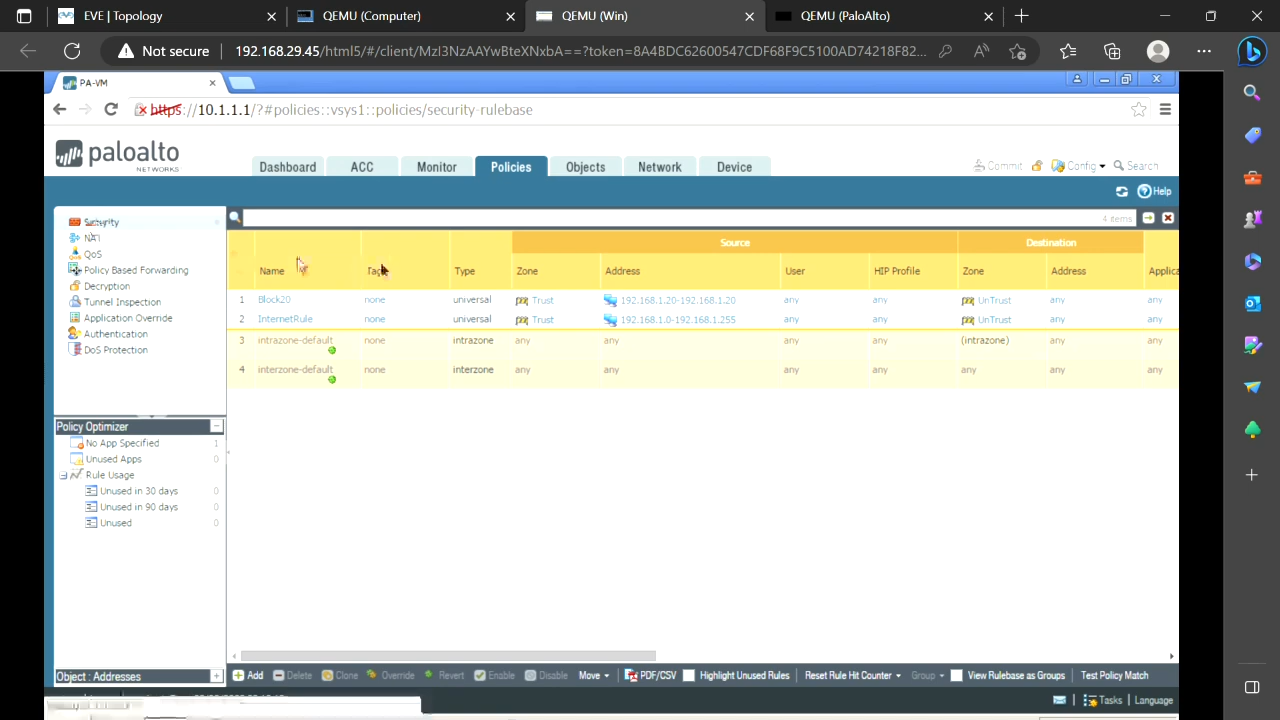 EVE | Topology
QEMU (Computer)
QEMU (Win)
QEMU (PaloAlto)
Not secure
192.168.29.45/html5/#/client/MzI3NzAAYwBteXNxbA==?token=8A4BDC62600547CDF68F9C5100AD74218F82...
PA-VM
https://10.1.1.1/?#policies::vsys1::policies/security-rulebase
paloalto
NETWORKS
Dashboard ACC Monitor Policies Objects Network Device
Commit Config Search
Help
Security
NAT
QoS
Policy Based Forwarding
Decryption
Tunnel Inspection
Application Override
Authentication
DoS Protection
4 items
Source Destination
Name Tags Type Zone Address User HIP Profile Zone Address Applica
1 Block20 none universal Trust 192.168.1.20-192.168.1.20 any any UnTrust any any
2 InternetRule none universal Trust 192.168.1.0-192.168.1.255 any any UnTrust any any
3 intrazone-default none intrazone any any any any (intrazone) any any
4 interzone-default none interzone any any any any any any any
Policy Optimizer
No App Specified 1
Unused Apps 0
Rule Usage
Unused in 30 days 0
Unused in 90 days 0
Unused 0
Object : Addresses
Add Delete Clone Override Revert Enable Disable Move PDF/CSV Highlight Unused Rules Reset Rule Hit Counter Group View Rulebase as Groups Test Policy Match
Tasks Language